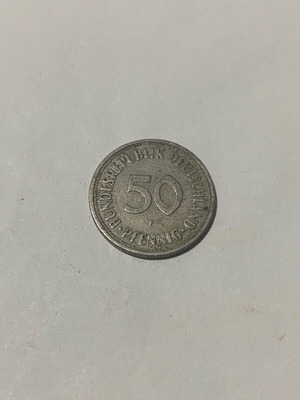 BUNDESREPUBLIK DEUTSCHLAND
50
· PFENNIG ·